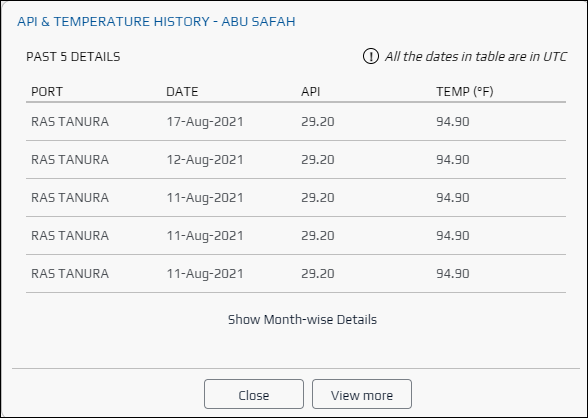 API & TEMPERATURE HISTORY - ABU SAFAH
PAST 5 DETAILS All the dates in table are in UTC
PORT DATE API TEMP (°F)
RAS TANURA 17-Aug-2021 29.20 94.90
RAS TANURA 12-Aug-2021 29.20 94.90
RAS TANURA 11-Aug-2021 29.20 94.90
RAS TANURA 11-Aug-2021 29.20 94.90
RAS TANURA 11-Aug-2021 29.20 94.90
Show Month-wise Details
Close View more